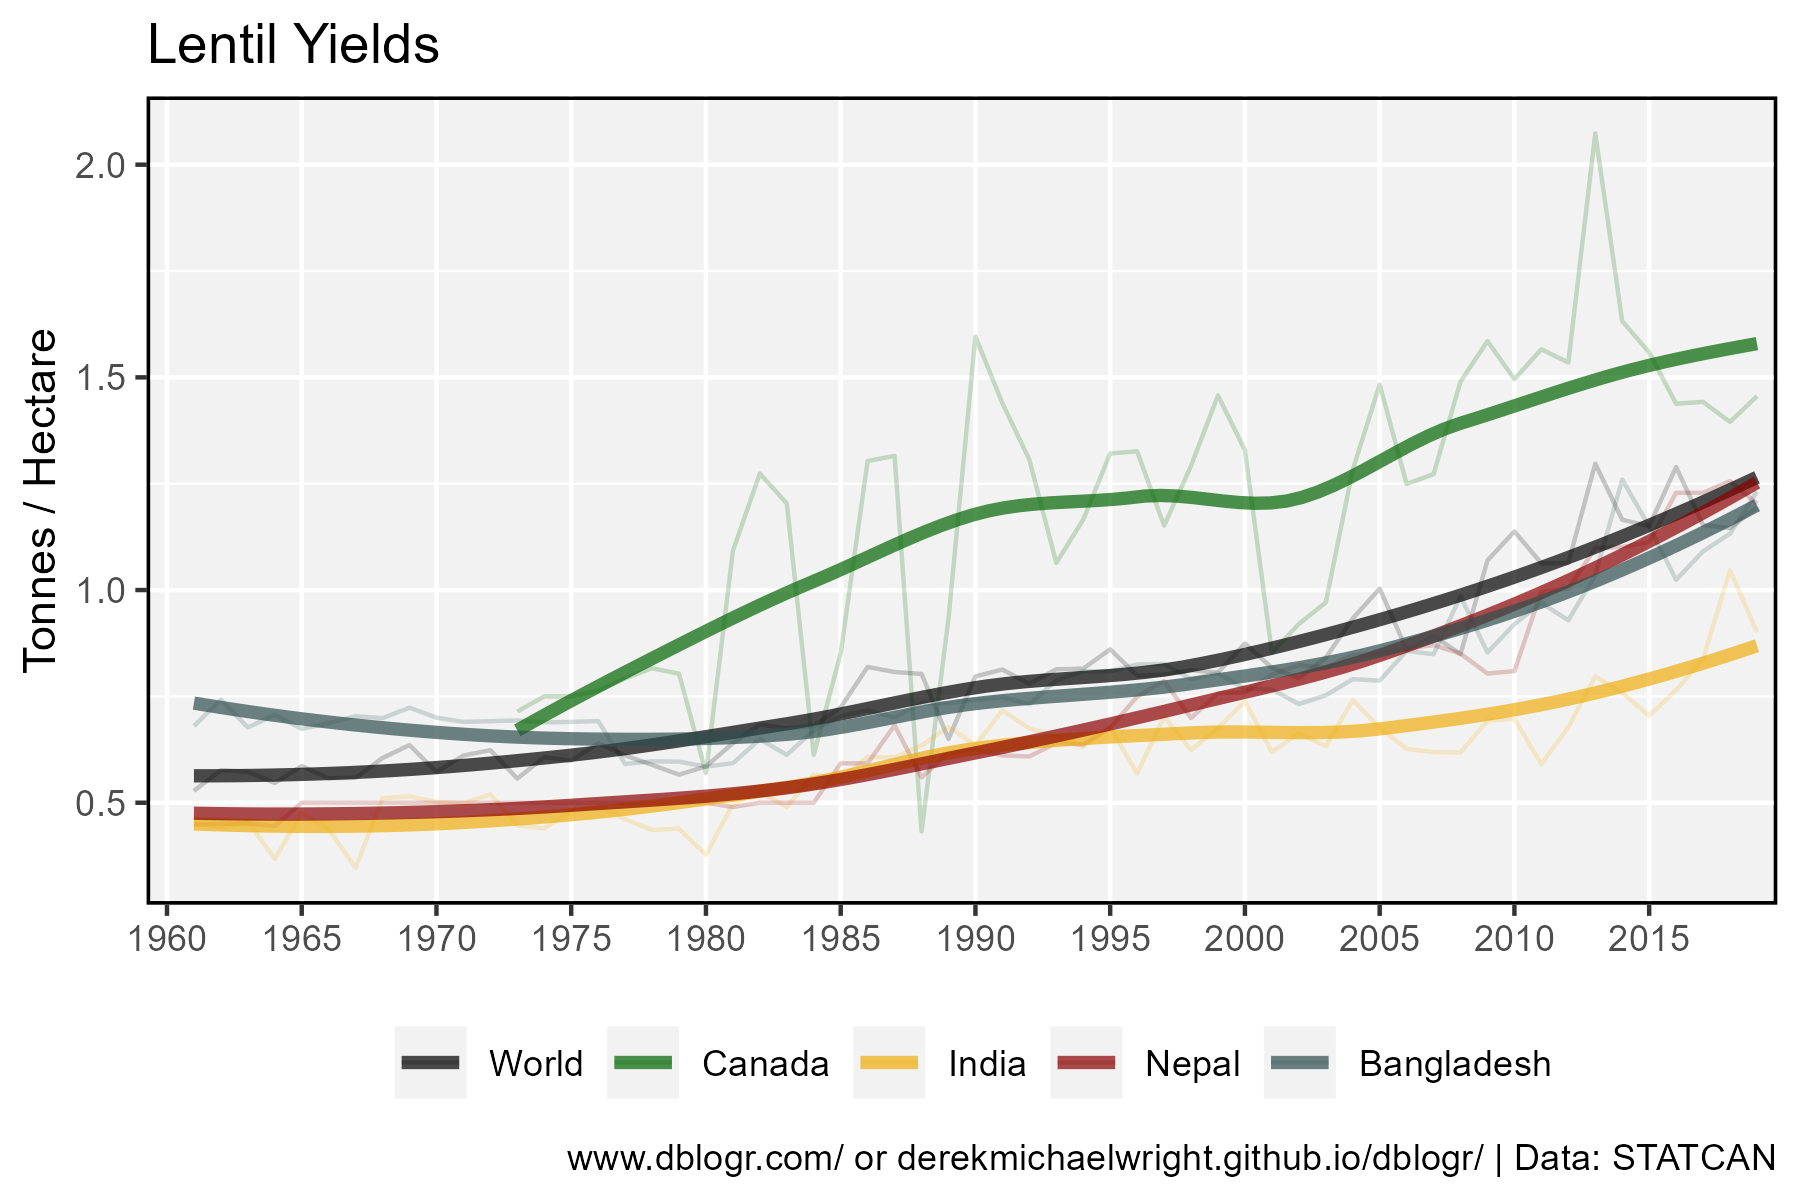 Lentil Yields
Tonnes / Hectare
2.0
1.5
1.0
0.5
1960 1965 1970 1975 1980 1985 1990 1995 2000 2005 2010 2015
World Canada India Nepal Bangladesh
www.dblogr.com/ or derekmichaelwright.github.io/dblogr/ | Data: STATCAN